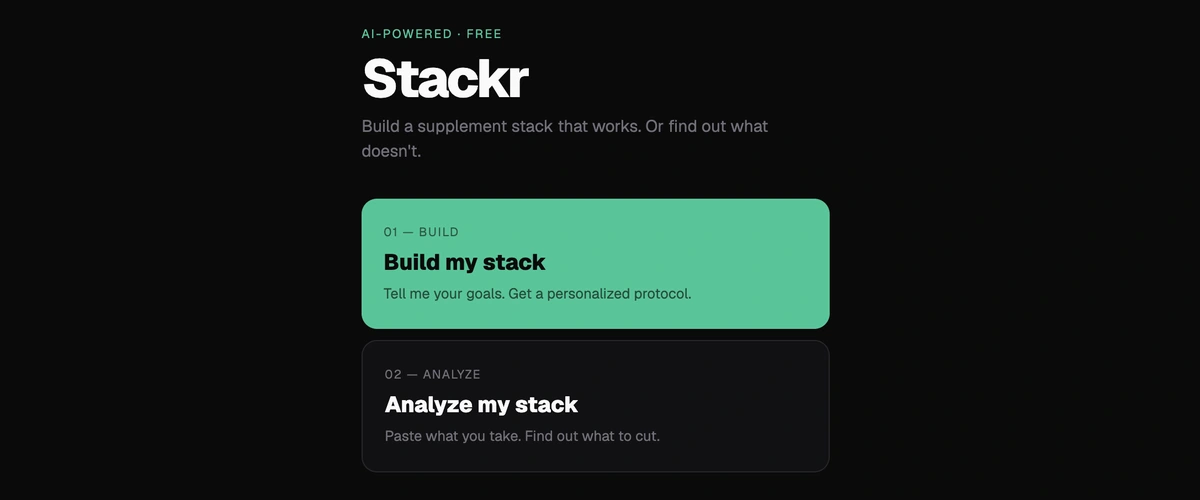 AI-POWERED · FREE
Stackr
Build a supplement stack that works. Or find out what
doesn't.
01 — BUILD
Build my stack
Tell me your goals. Get a personalized protocol.
02 — ANALYZE
Analyze my stack
Paste what you take. Find out what to cut.